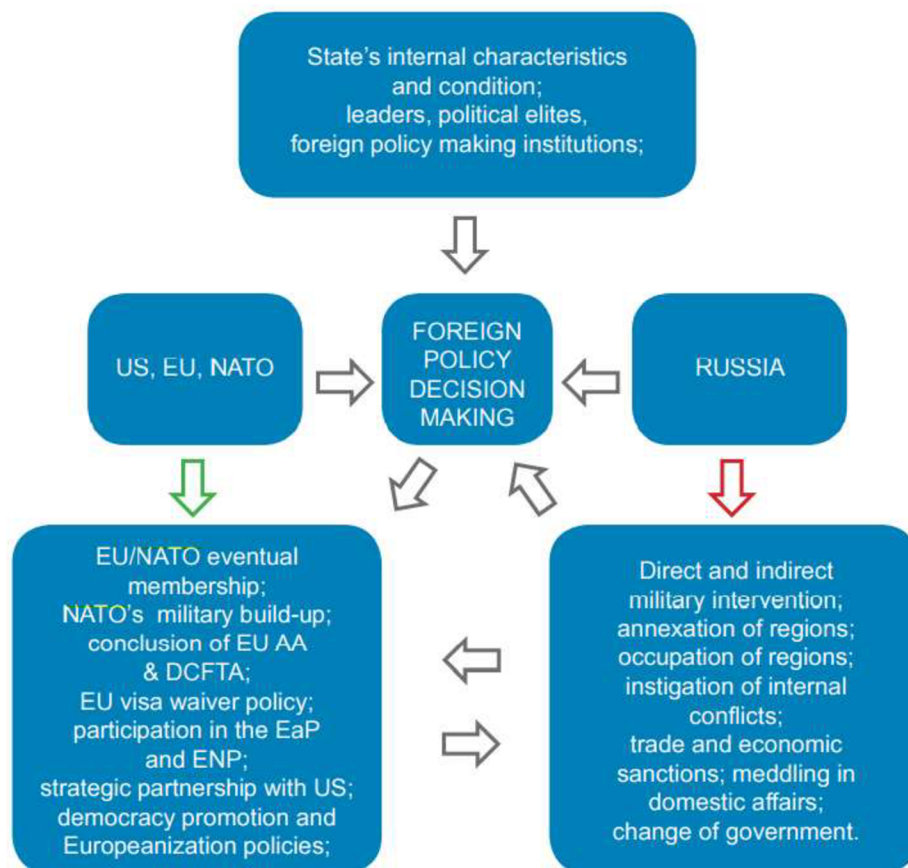 State's internal characteristics
and condition;
leaders, political elites,
foreign policy making institutions;
US, EU, NATO
FOREIGN
POLICY
DECISION
MAKING
RUSSIA
EU/NATO eventual
membership;
NATO's military build-up;
conclusion of EU AA
& DCFTA;
EU visa waiver policy;
participation in the EaP
and ENP;
strategic partnership with US;
democracy promotion and
Europeanization policies;
Direct and indirect
military intervention;
annexation of regions;
occupation of regions;
instigation of internal
conflicts;
trade and economic
sanctions; meddling in
domestic affairs;
change of government.